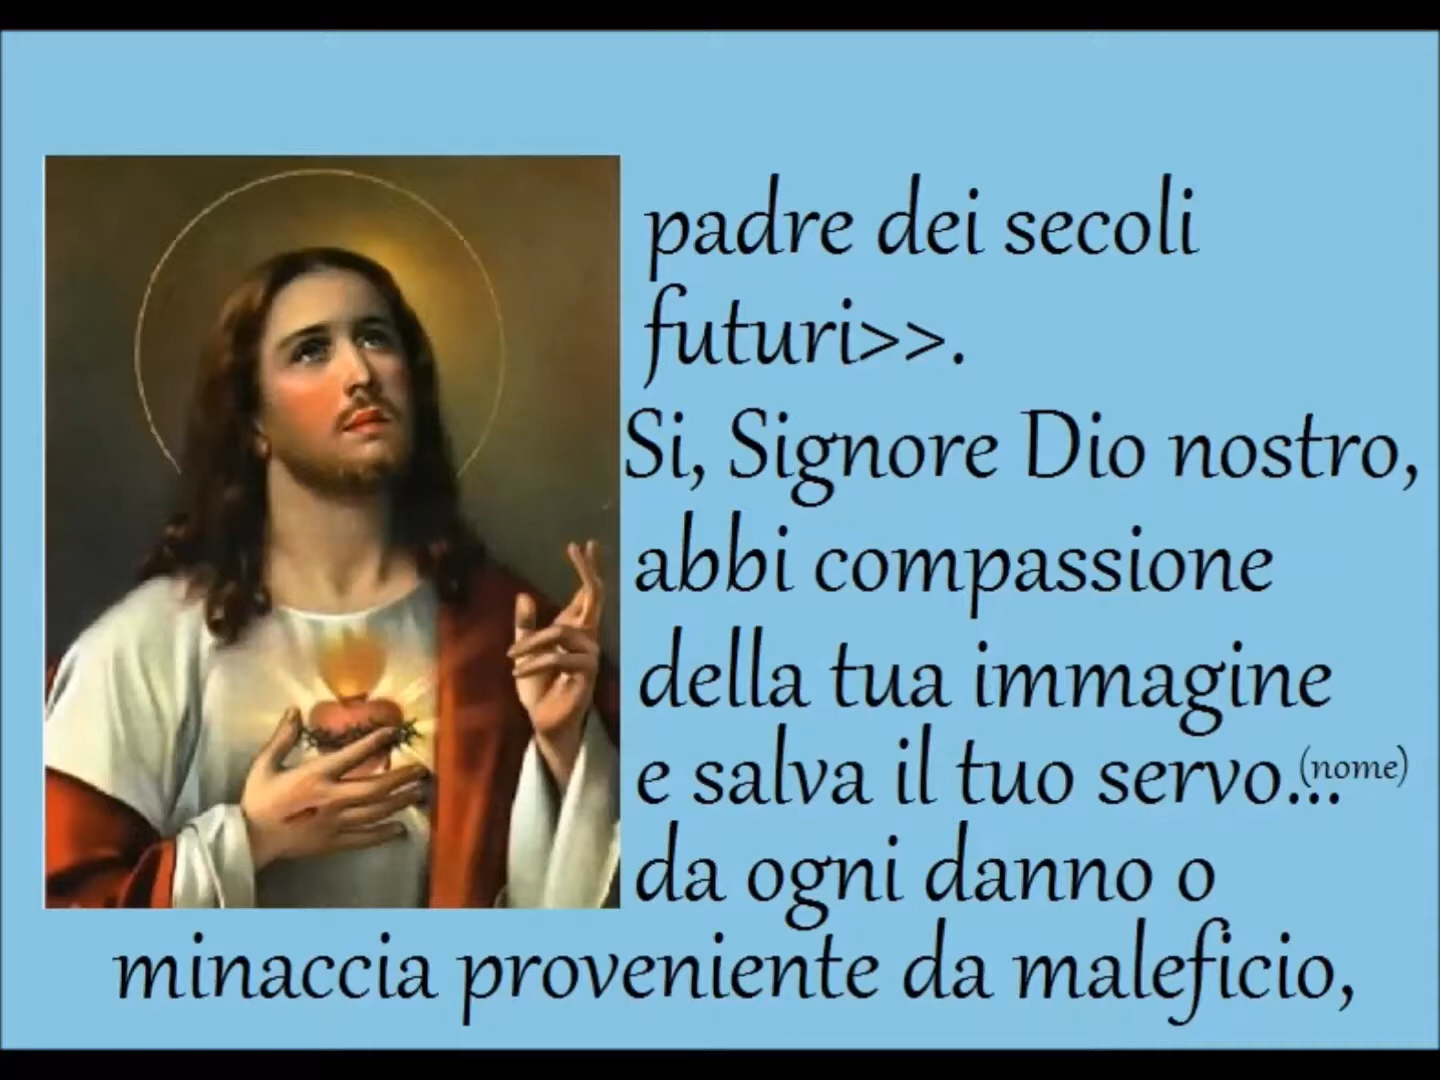 padre dei secoli
futuri>>.
Si, Signore Dio nostro,
abbi compassione
della tua immagine
e salva il tuo servo...(nome)
da ogni danno o
minaccia proveniente da maleficio,